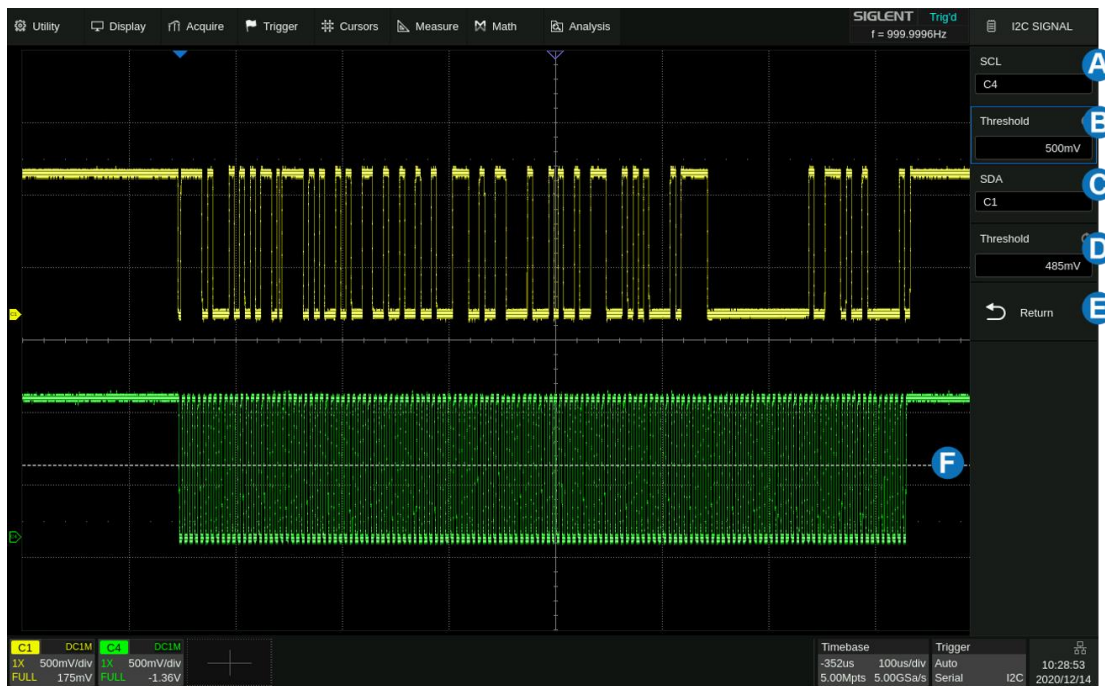 Utility Display Acquire Trigger Cursors Measure Math Analysis
SIGLENT Trig'd
f = 999.9996Hz
I2C SIGNAL
SCL
A
C4
Threshold
B
500mV
SDA
C
C1
Threshold
D
485mV
Return
E
F
C1 DC1M
1X 500mV/div
FULL 175mV
C4 DC1M
1X 500mV/div
FULL -1.36V
Timebase
-352us 100us/div
5.00Mpts 5.00GSa/s
Trigger
Auto
Serial I2C
10:28:53
2020/12/14